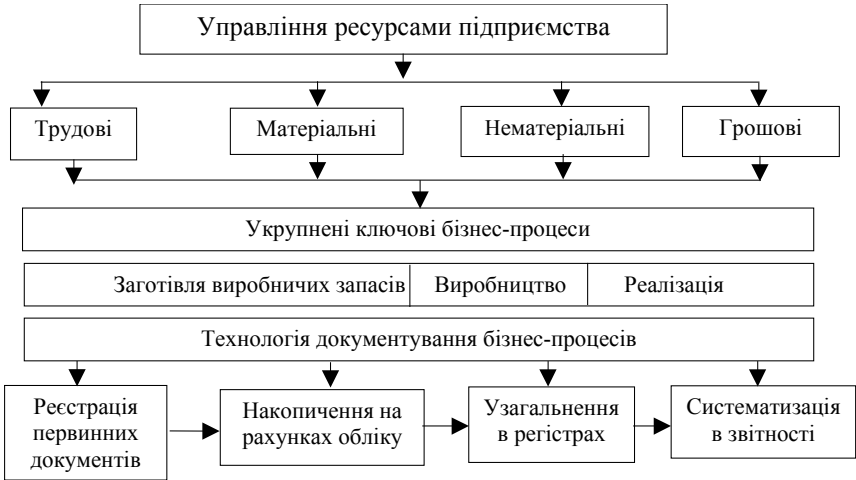 Управління ресурсами підприємства
Трудові
Матеріальні
Нематеріальні
Грошові
Укрупнені ключові бізнес-процеси
Заготівля виробничих запасів
Виробництво
Реалізація
Технологія документування бізнес-процесів
Реєстрація
первинних
документів
Накопичення на
рахунках обліку
Узагальнення
в регістрах
Систематизація
в звітності